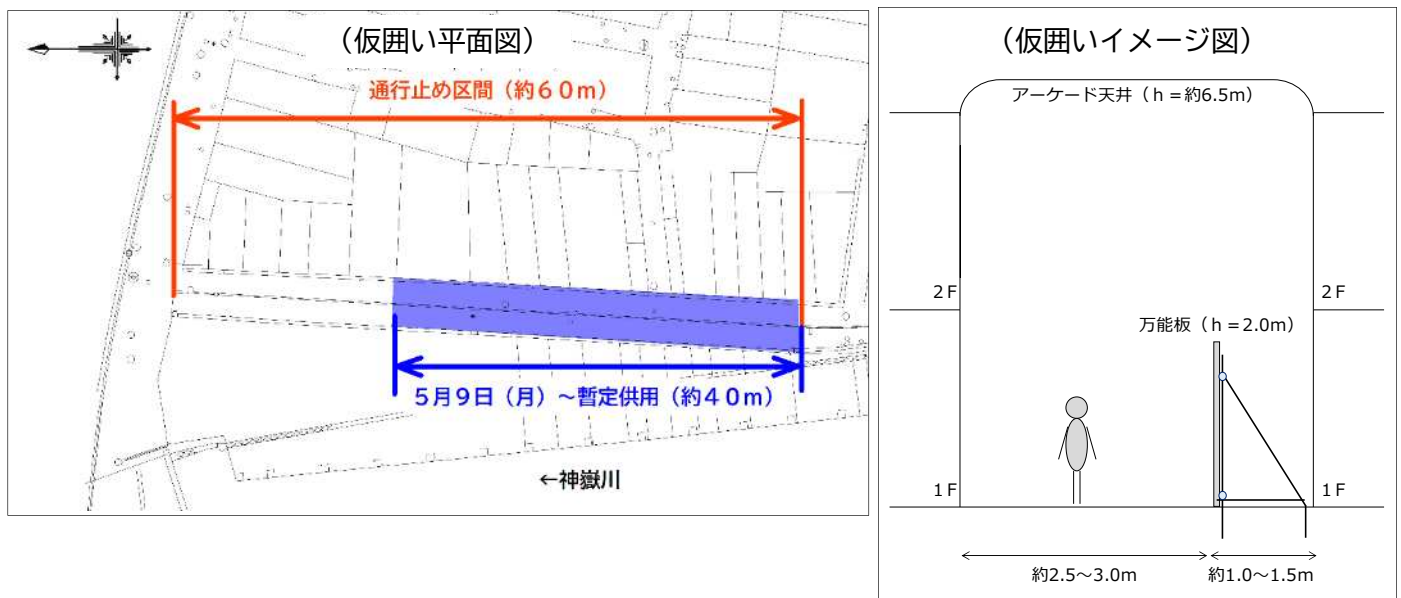 （仮囲い平面図）
通行止め区間（約６０ｍ）
５月９日（月）～暫定供用（約４０ｍ）
←神嶽川
（仮囲いイメージ図）
アーケード天井（ｈ＝約6.5m）
２Ｆ
２Ｆ
万能板（ｈ＝2.0m）
１Ｆ
１Ｆ
約2.5～3.0m
約1.0～1.5m